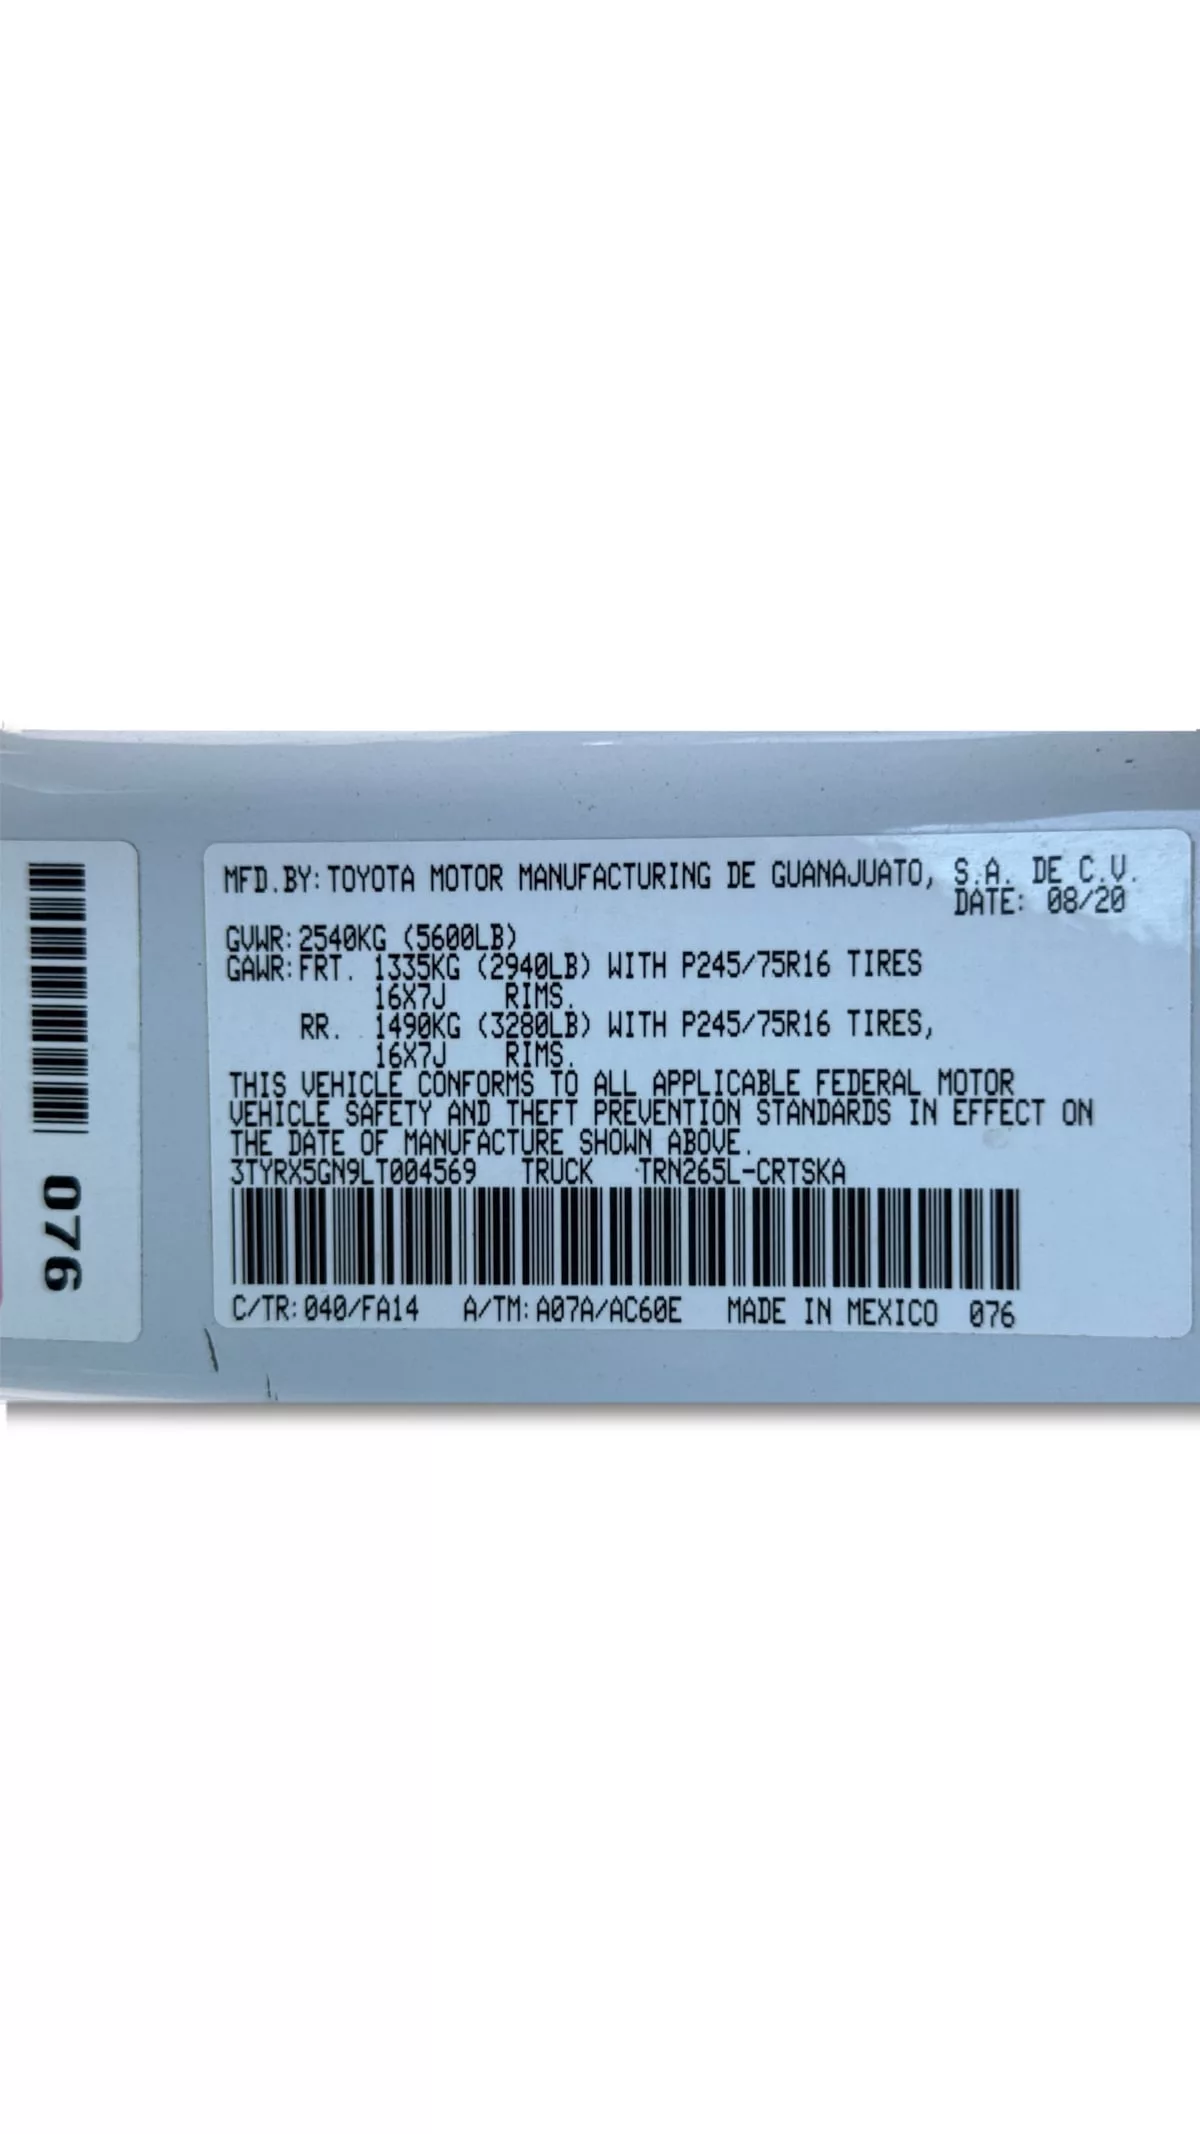 MFD.BY:TOYOTA MOTOR MANUFACTURING DE GUANAJUATO, S.A. DE C.V.
DATE: 08/20
GVWR:2540KG (5600LB)
GAWR:FRT. 1335KG (2940LB) WITH P245/75R16 TIRES
16X7J RIMS.
RR. 1490KG (3280LB) WITH P245/75R16 TIRES,
16X7J RIMS.
THIS VEHICLE CONFORMS TO ALL APPLICABLE FEDERAL MOTOR
VEHICLE SAFETY AND THEFT PREVENTION STANDARDS IN EFFECT ON
THE DATE OF MANUFACTURE SHOWN ABOVE.
3TYRX5GN9LT004569 TRUCK TRN265L-CRTSKA
C/TR:040/FA14 A/TM:A07A/AC60E MADE IN MEXICO 076
076